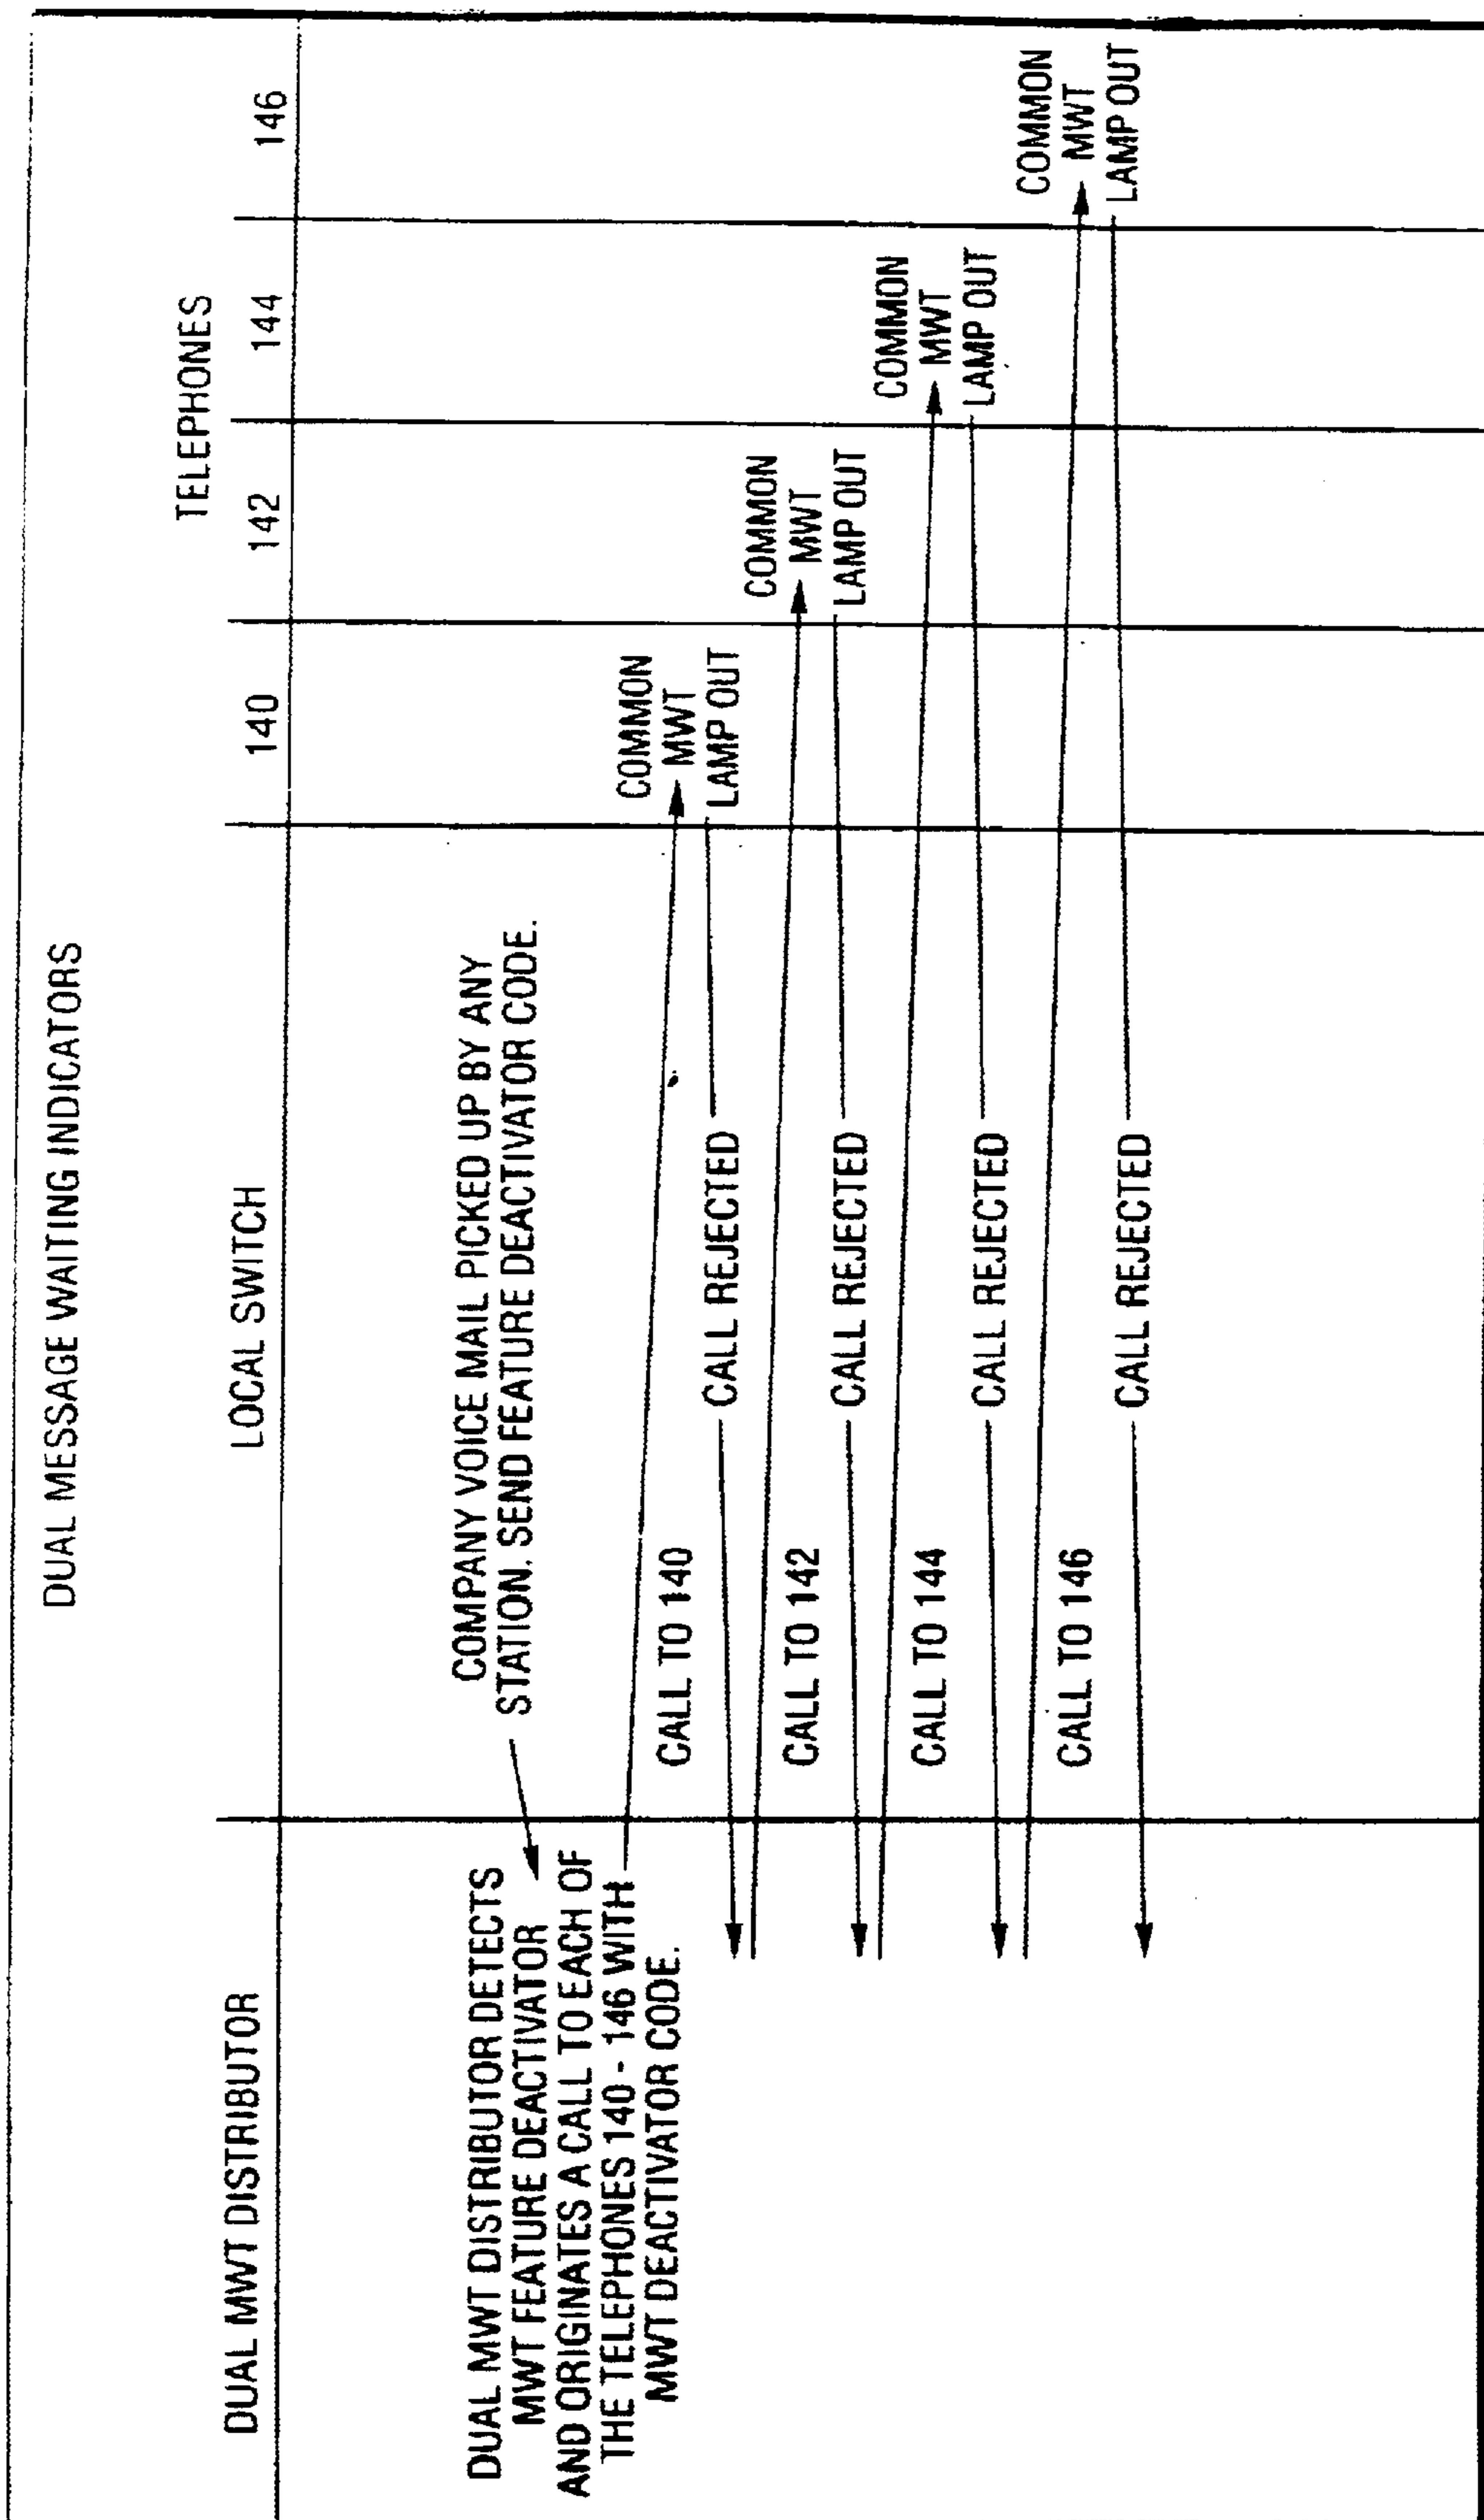 DUAL MESSAGE WAITING INDICATORS
DUAL MWT DISTRIBUTOR
LOCAL SWITCH
TELEPHONES
140
142
144
146
COMPANY VOICE MAIL PICKED UP BY ANY
STATION. SEND FEATURE DEACTIVATOR CODE.
DUAL MWT DISTRIBUTOR DETECTS
MWT FEATURE DEACTIVATOR
AND ORIGINATES A CALL TO EACH OF
THE TELEPHONES 140 - 146 WITH
MWT DEACTIVATOR CODE.
CALL TO 140
COMMON
MWT
LAMP OUT
CALL REJECTED
CALL TO 142
COMMON
MWT
LAMP OUT
CALL REJECTED
CALL TO 144
COMMON
MWT
LAMP OUT
CALL REJECTED
CALL TO 146
COMMON
MWT
LAMP OUT
CALL REJECTED